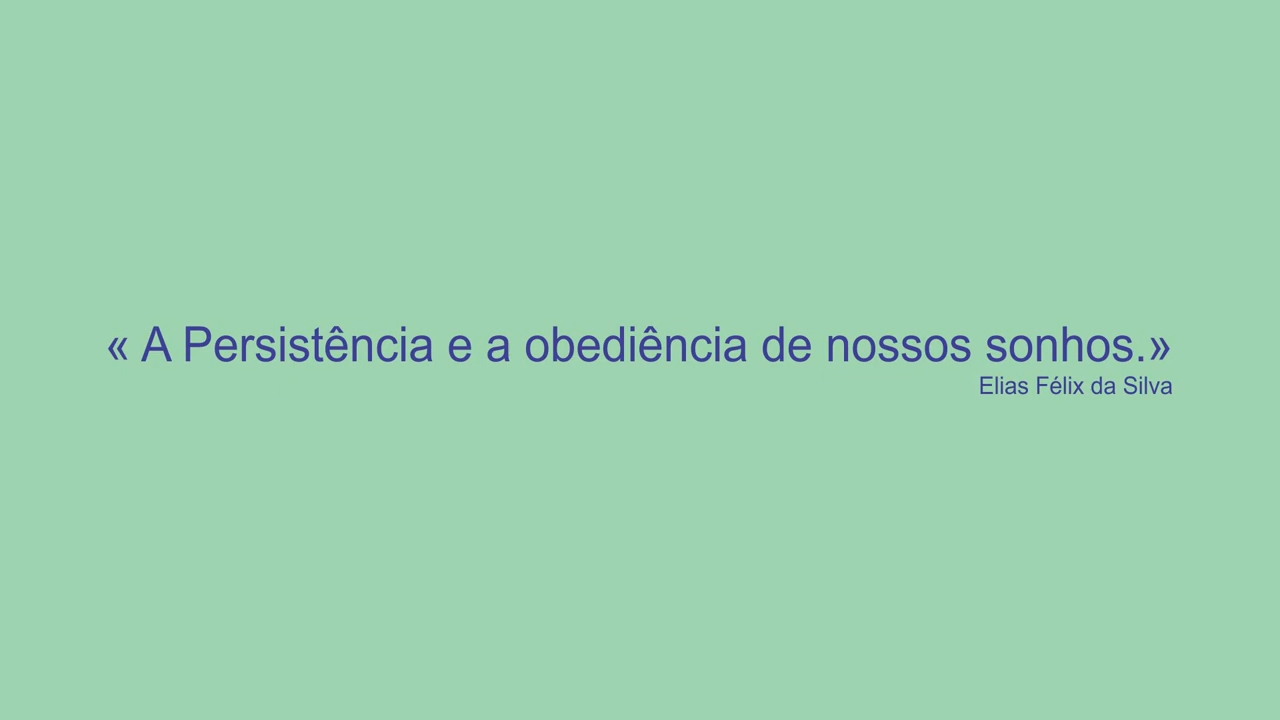 « A Persistência e a obediência de nossos sonhos.»
Elias Félix da Silva